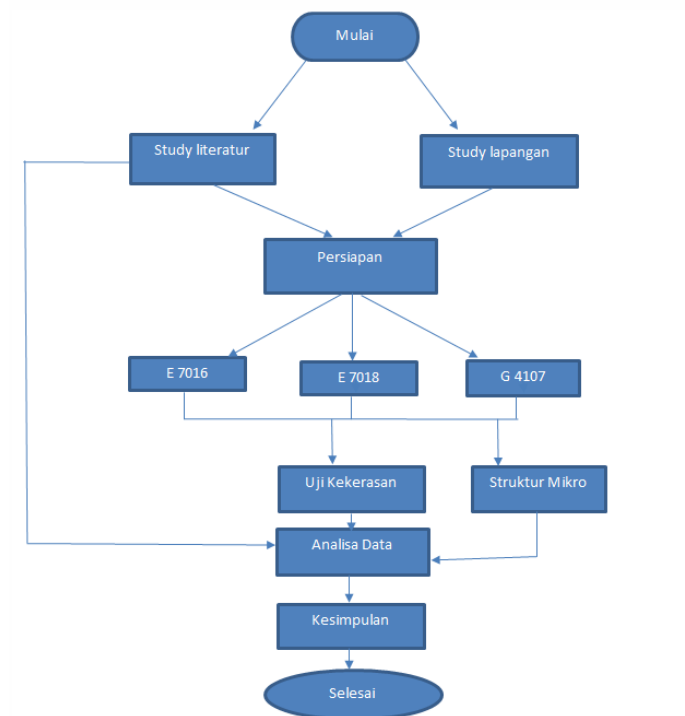 Mulai
Study literatur
Study lapangan
Persiapan
E 7016
E 7018
G 4107
Uji Kekerasan
Struktur Mikro
Analisa Data
Kesimpulan
Selesai